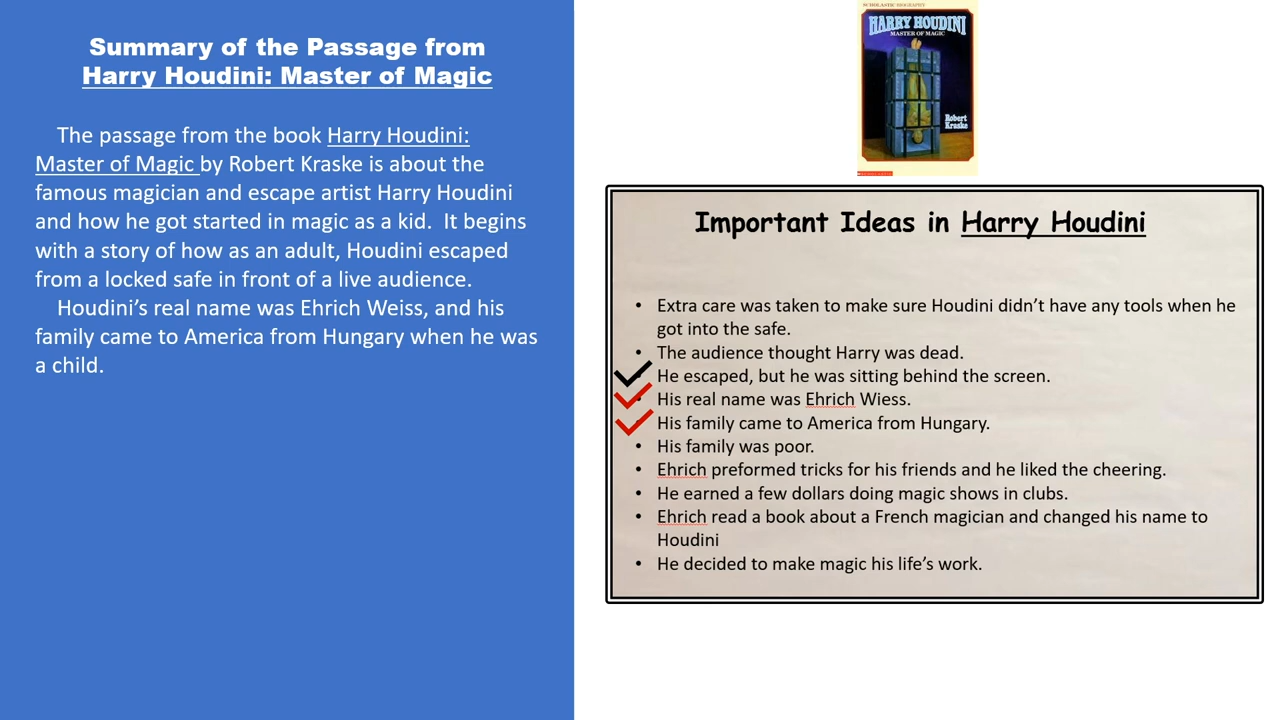 Summary of the Passage from
Harry Houdini: Master of Magic
The passage from the book Harry Houdini:
Master of Magic by Robert Kraske is about the
famous magician and escape artist Harry Houdini
and how he got started in magic as a kid.  It begins
with a story of how as an adult, Houdini escaped
from a locked safe in front of a live audience.
Houdini’s real name was Ehrich Weiss, and his
family came to America from Hungary when he was
a child.
SCHOLASTIC BIOGRAPHY
HARRY HOUDINI
MASTER OF MAGIC
Robert
Kraske
Important Ideas in Harry Houdini
• Extra care was taken to make sure Houdini didn’t have any tools when he
got into the safe.
• The audience thought Harry was dead.
• He escaped, but he was sitting behind the screen.
• His real name was Ehrich Wiess.
• His family came to America from Hungary.
• His family was poor.
• Ehrich preformed tricks for his friends and he liked the cheering.
• He earned a few dollars doing magic shows in clubs.
• Ehrich read a book about a French magician and changed his name to
Houdini
• He decided to make magic his life’s work.